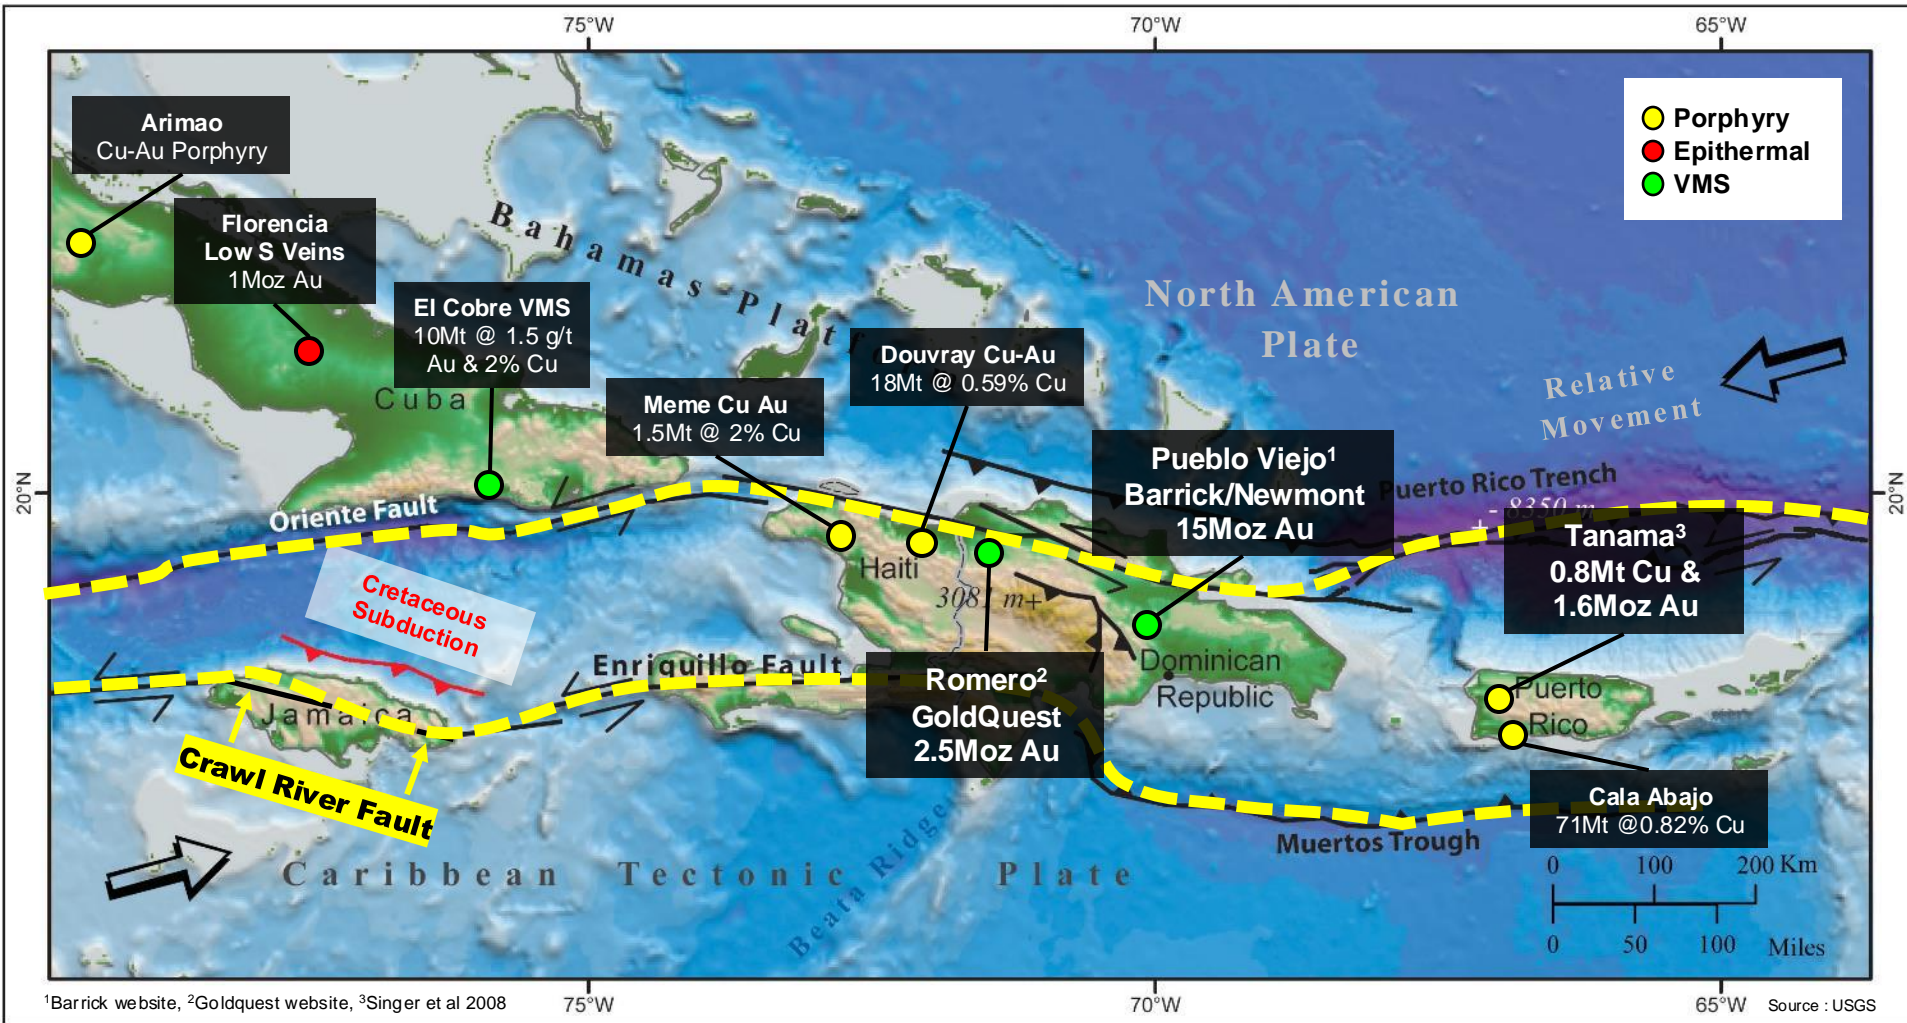 75°W
70°W
65°W
Arimao
Cu-Au Porphyry
Florencia
Low S Veins
1Moz Au
El Cobre VMS
10Mt @ 1.5 g/t
Au & 2% Cu
Cuba
Bahamas Platf
Meme Cu Au
1.5Mt @ 2% Cu
Douvray Cu-Au
18Mt @ 0.59% Cu
North American
Plate
Porphyry
Epithermal
VMS
Relative
Movement
Pueblo Viejo¹
Barrick/Newmont
15Moz Au
Puerto Rico Trench
- 8350 m
+
20°N
20°N
Oriente Fault
Tanama³
0.8Mt Cu &
1.6Moz Au
Haiti
3081 m+
Cretaceous
Subduction
Enriquillo Fault
Dominican
Republic
Romero²
GoldQuest
2.5Moz Au
Jamaica
Crawl River Fault
Puerto
Rico
Cala Abajo
71Mt @0.82% Cu
Muertos Trough
Beata Ridge
Caribbean Tectonic Plate
0 100 200 Km
0 50 100 Miles
¹Barrick website, ²Goldquest website, ³Singer et al 2008
75°W
70°W
65°W
Source : USGS